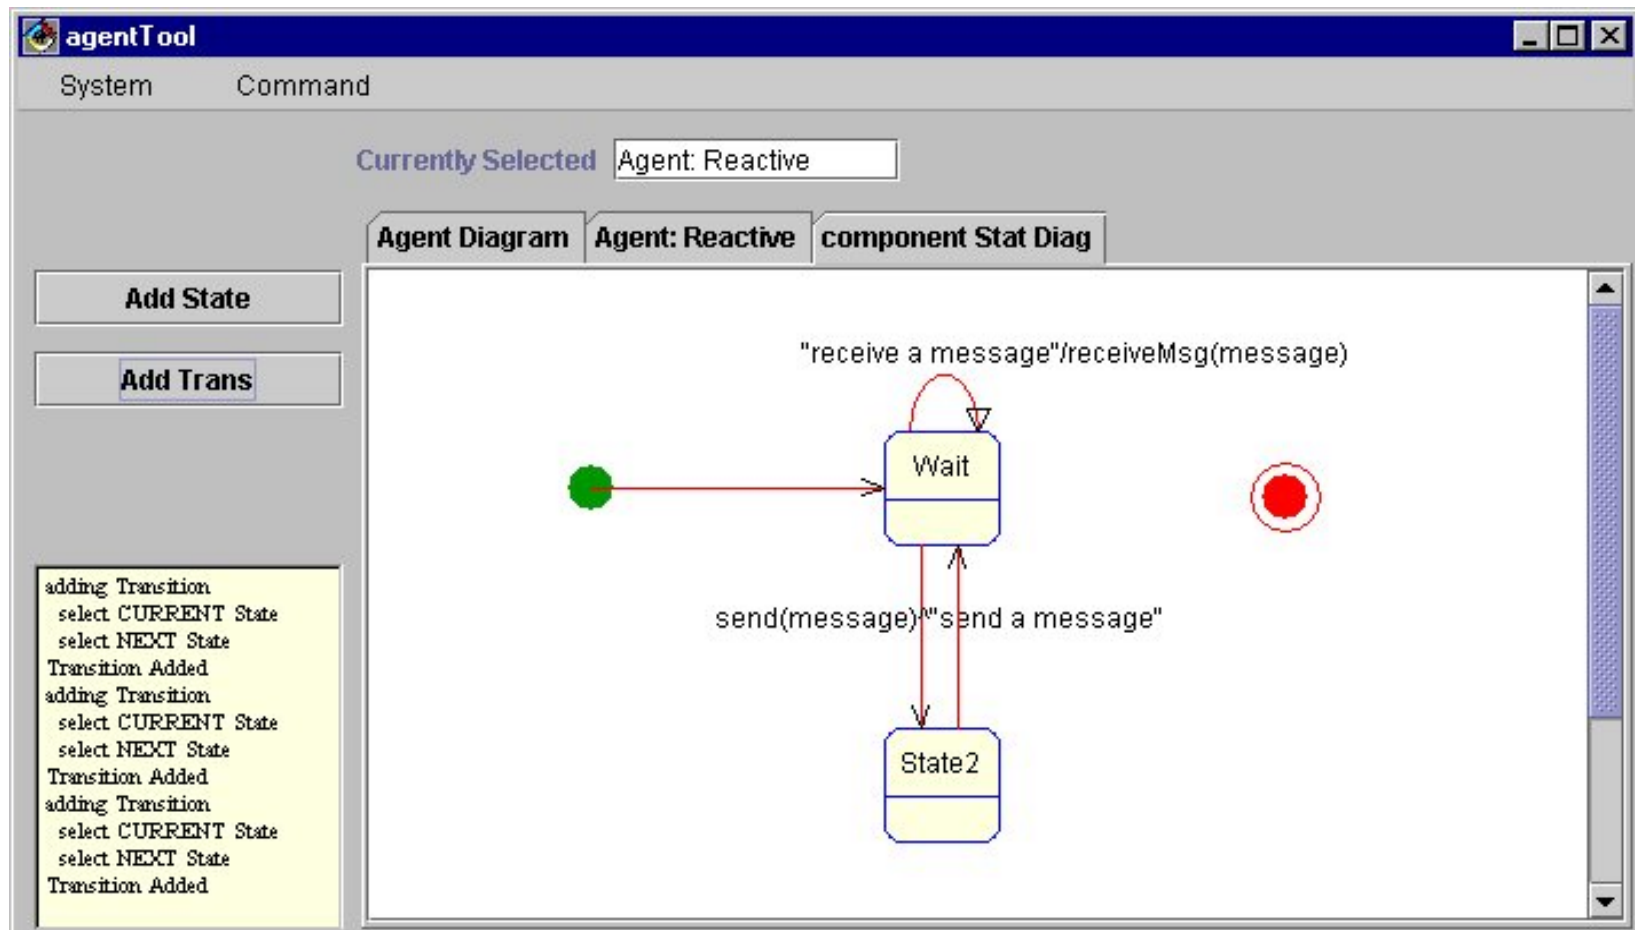 agentTool
System Command
Currently Selected Agent: Reactive
Agent Diagram Agent: Reactive component Stat Diag
Add State
Add Trans
"receive a message"/receiveMsg(message)
Wait
send(message)^"send a message"
State2
adding Transition
select CURRENT State
select NEXT State
Transition Added
adding Transition
select CURRENT State
select NEXT State
Transition Added
adding Transition
select CURRENT State
select NEXT State
Transition Added